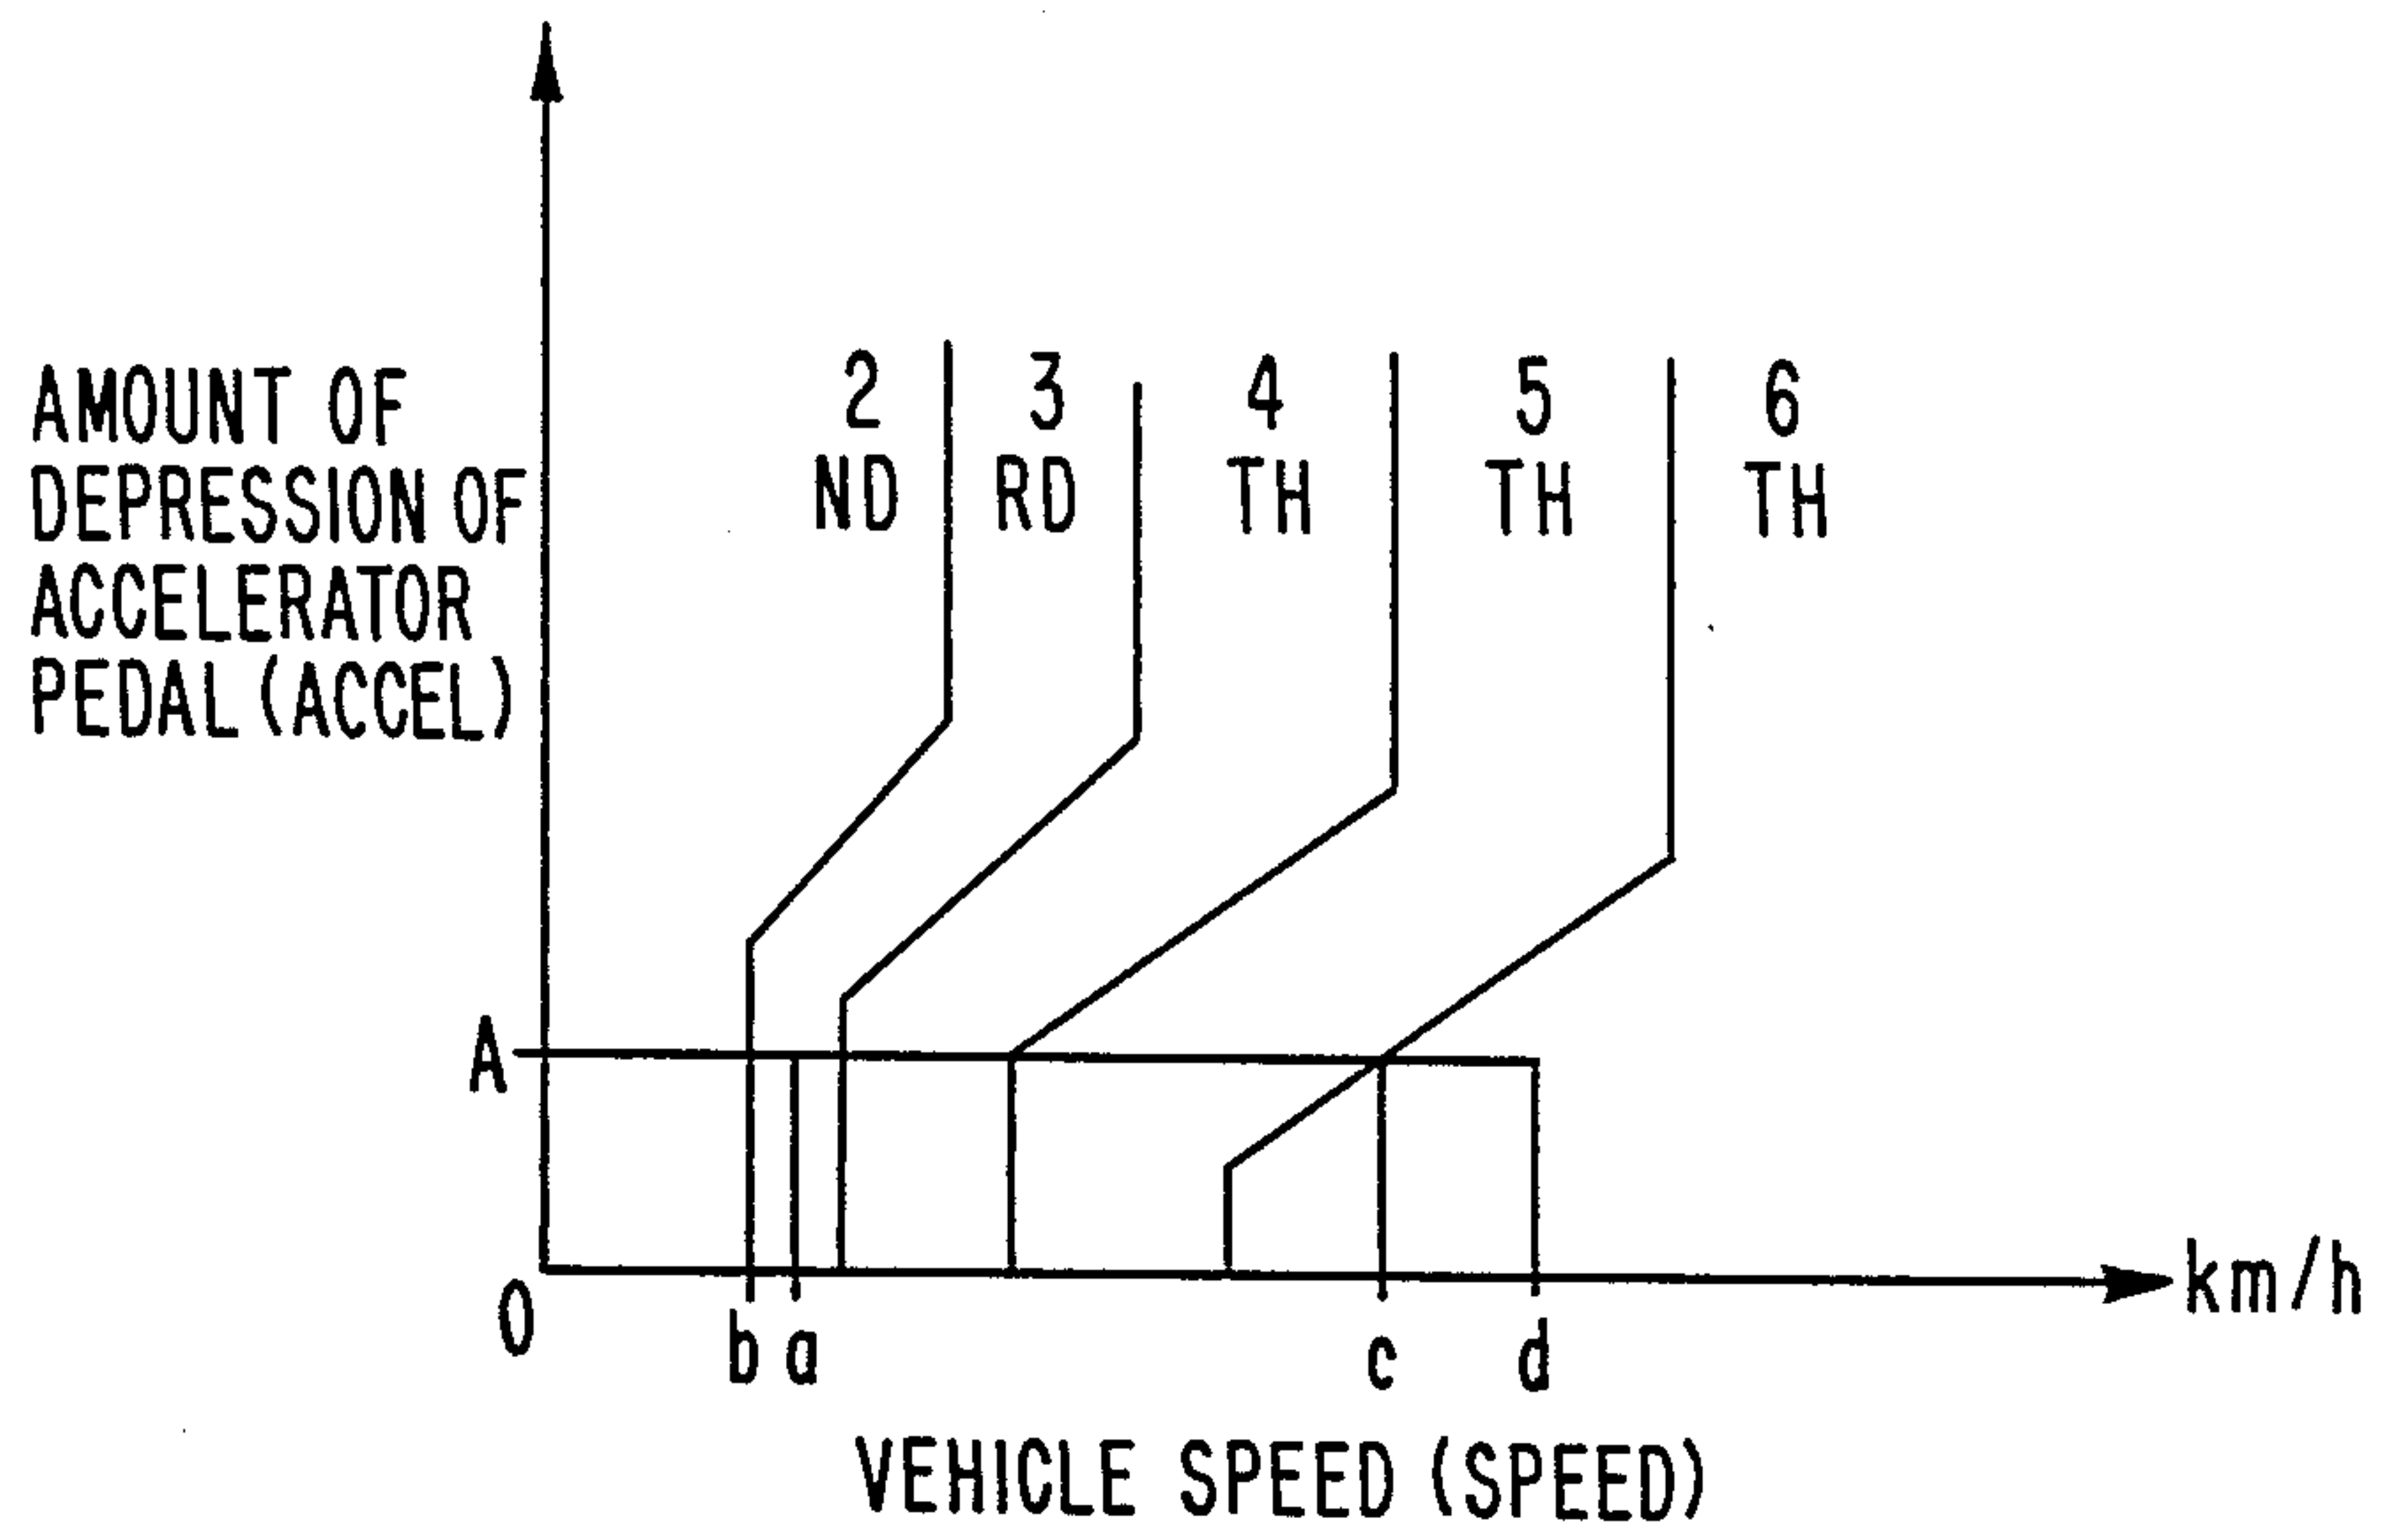 AMOUNT OF
DEPRESSION OF
ACCELERATOR
PEDAL (ACCEL)
2 3 4 5 6
ND RD TH TH TH
A
0
km/h
b a c d
VEHICLE SPEED (SPEED)